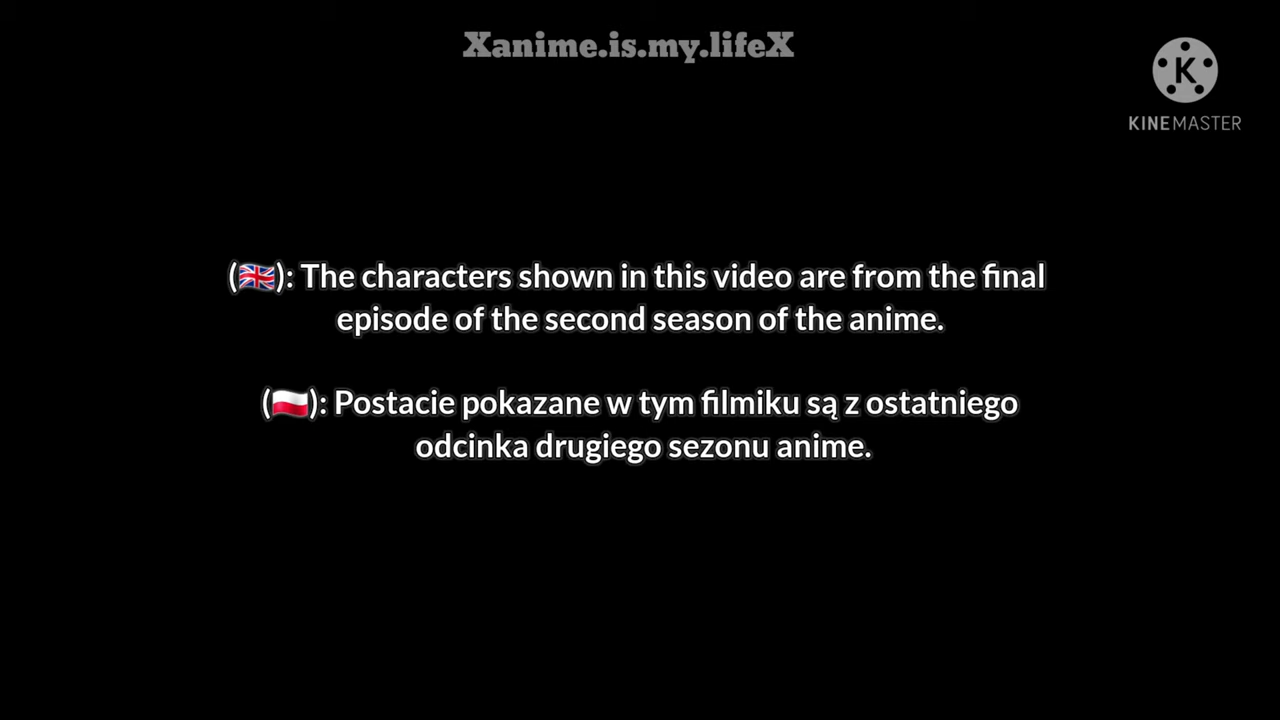 Xanime.is.my.lifeX
K
KINEMASTER
(🇬🇧): The characters shown in this video are from the final
episode of the second season of the anime.
(🇵🇱): Postacie pokazane w tym filmiku są z ostatniego
odcinka drugiego sezonu anime.